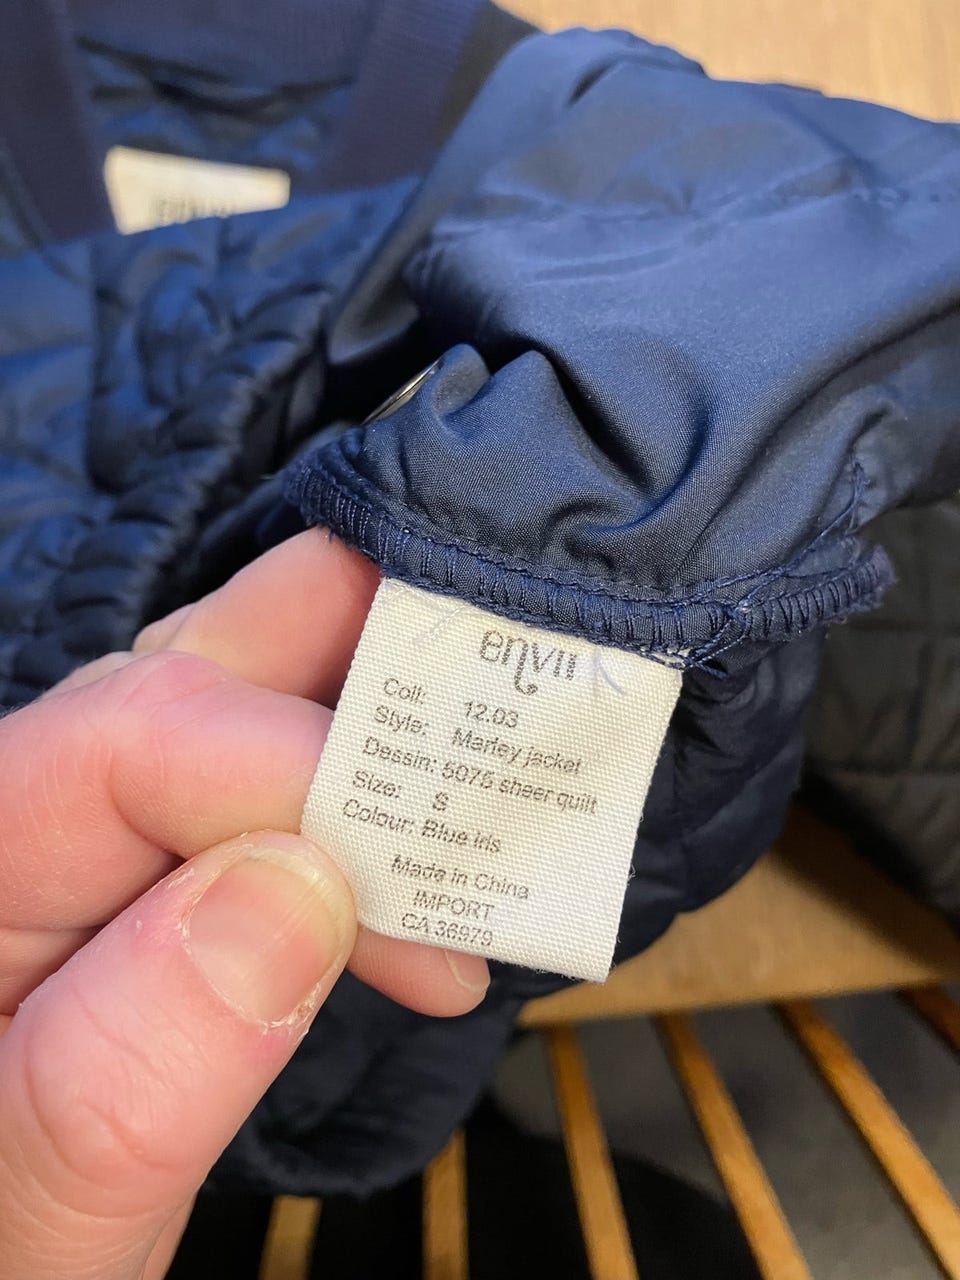 envii
envii
Coll: 12.03
Style: Marley jacket
Dessin: 5075 sheer quilt
Size: S
Colour: Blue iris
Made in China
IMPORT
CA 36979